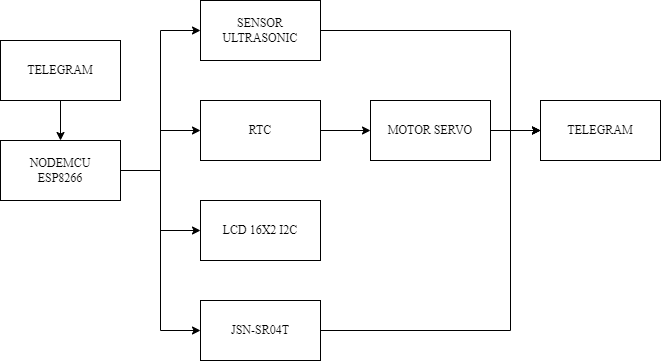 TELEGRAM
NODEMCU
ESP8266
SENSOR
ULTRASONIC
RTC
MOTOR SERVO
TELEGRAM
LCD 16X2 I2C
JSN-SR04T